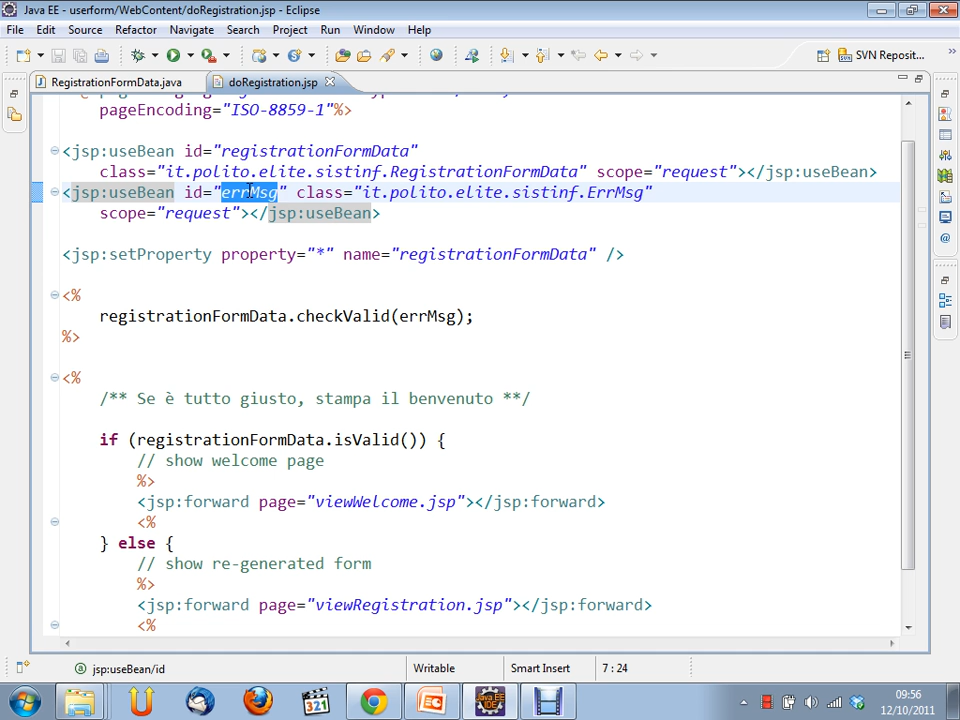 Java EE - userform/WebContent/doRegistration.jsp - Eclipse
File Edit Source Refactor Navigate Search Project Run Window Help
SVN Reposit...
RegistrationFormData.java
doRegistration.jsp
pageEncoding="ISO-8859-1"%>
<jsp:useBean id="registrationFormData"
class="it.polito.elite.sistinf.RegistrationFormData" scope="request"></jsp:useBean>
<jsp:useBean id="errMsg" class="it.polito.elite.sistinf.ErrMsg"
scope="request"></jsp:useBean>
<jsp:setProperty property="*" name="registrationFormData" />
<%
registrationFormData.checkValid(errMsg);
%>
<%
/** Se è tutto giusto, stampa il benvenuto **/
if (registrationFormData.isValid()) {
// show welcome page
%>
<jsp:forward page="viewWelcome.jsp"></jsp:forward>
<%
} else {
// show re-generated form
%>
<jsp:forward page="viewRegistration.jsp"></jsp:forward>
<%
jsp:useBean/id
Writable
Smart Insert
7 : 24
321
Java EE IDE
09:56
12/10/2011